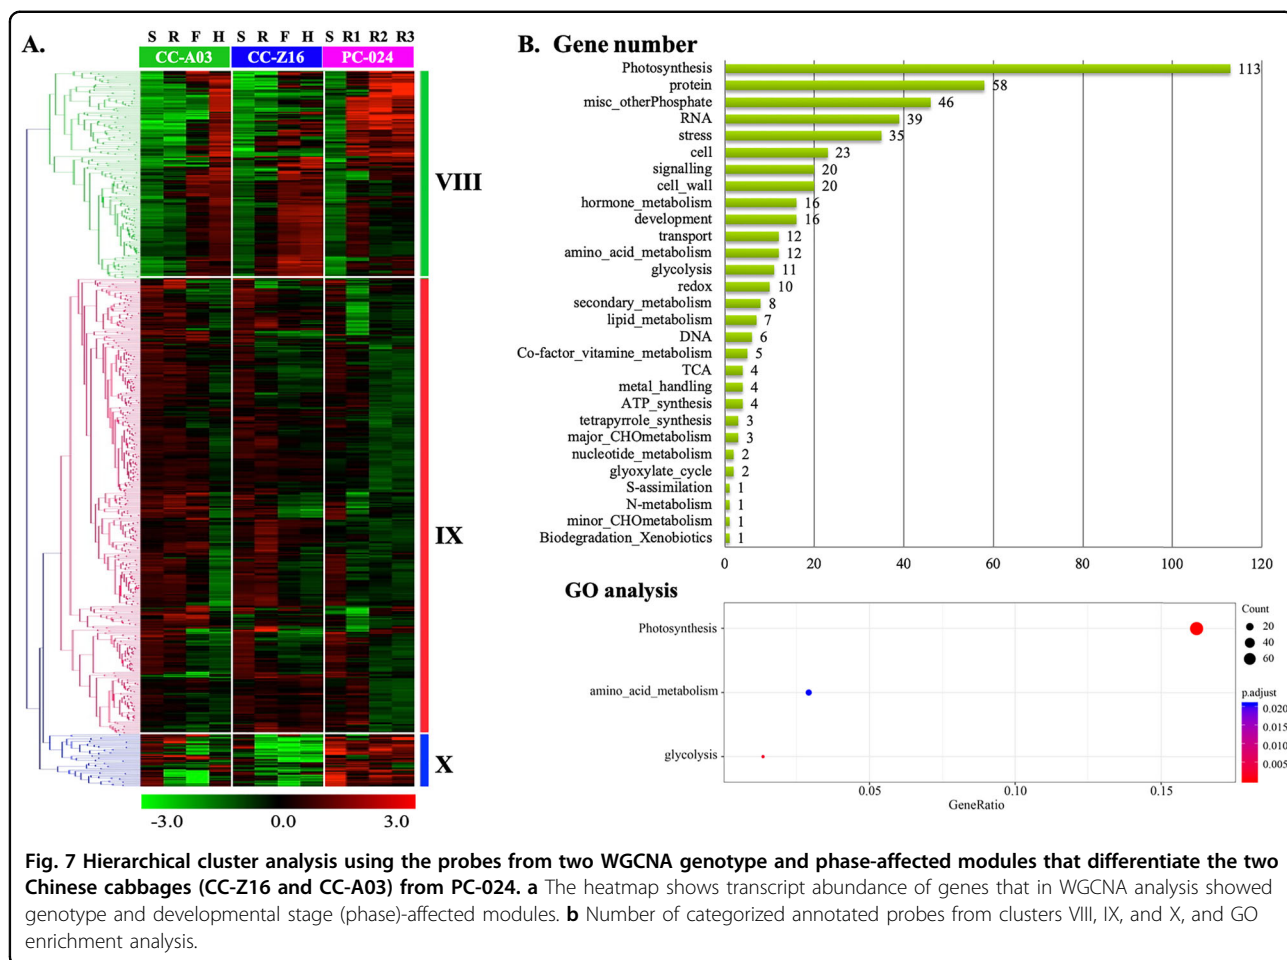 A.
S R F H S R F H S R1 R2 R3
CC-A03 CC-Z16 PC-024
VIII
IX
X
-3.0 0.0 3.0
B. Gene number
Photosynthesis 113
protein 58
misc_otherPhosphate 46
RNA 39
stress 35
cell 23
signalling 20
cell_wall 20
hormone_metabolism 16
development 16
transport 12
amino_acid_metabolism 12
glycolysis 11
redox 10
secondary_metabolism 8
lipid_metabolism 7
DNA 6
Co-factor_vitamine_metabolism 5
TCA 4
metal_handling 4
ATP_synthesis 4
tetrapyrrole_synthesis 3
major_CHOmetabolism 3
nucleotide_metabolism 2
glyoxylate_cycle 2
S-assimilation 1
N-metabolism 1
minor_CHOmetabolism 1
Biodegradation_Xenobiotics 1
0 20 40 60 80 100 120
GO analysis
Photosynthesis
amino_acid_metabolism
glycolysis
0.05 0.10 0.15
GeneRatio
Count
20
40
60
p.adjust
0.020
0.015
0.010
0.005
Fig. 7 Hierarchical cluster analysis using the probes from two WGCNA genotype and phase-affected modules that differentiate the two
Chinese cabbages (CC-Z16 and CC-A03) from PC-024. a The heatmap shows transcript abundance of genes that in WGCNA analysis showed
genotype and developmental stage (phase)-affected modules. b Number of categorized annotated probes from clusters VIII, IX, and X, and GO
enrichment analysis.